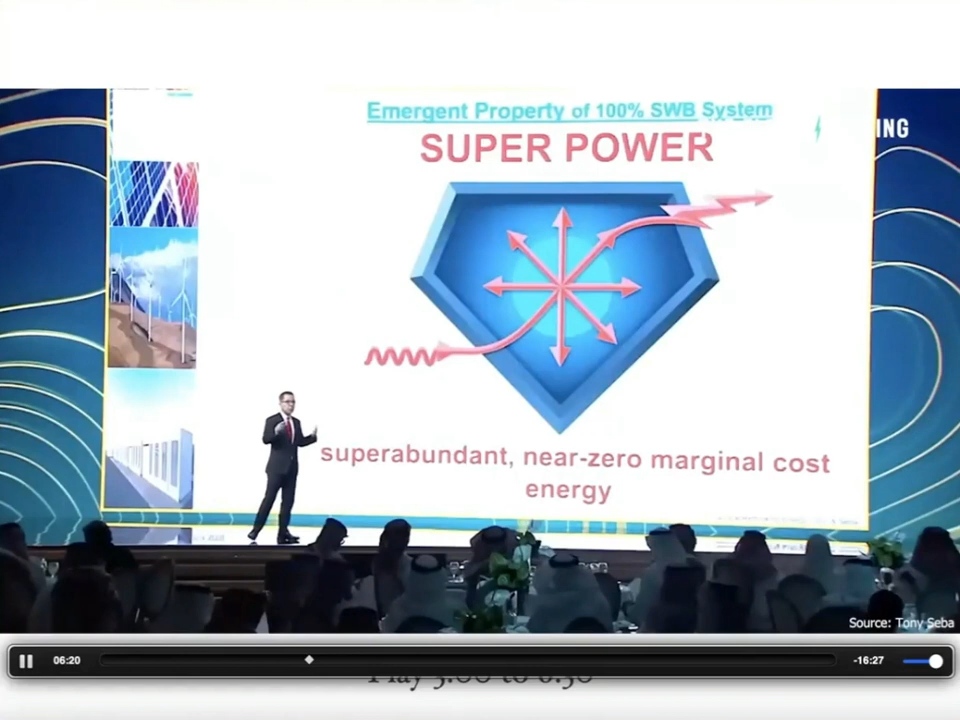 Emergent Property of 100% SWB System
SUPER POWER
ING
superabundant, near-zero marginal cost
energy
Source: Tony Seba
06:20
-16:27